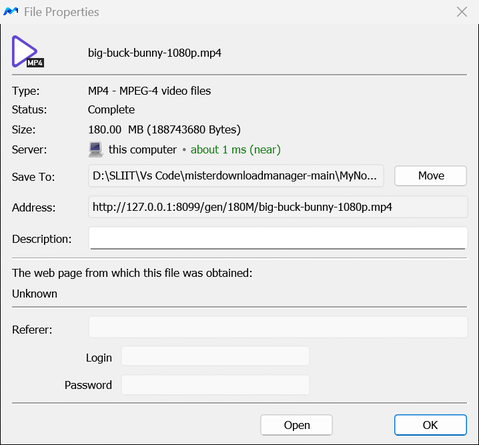 File Properties
MP4
big-buck-bunny-1080p.mp4
Type: MP4 - MPEG-4 video files
Status: Complete
Size: 180.00 MB (188743680 Bytes)
Server: this computer • about 1 ms (near)
Save To: D:\SLIIT\Vs Code\misterdownloadmanager-main\MyNo... Move
Address: http://127.0.0.1:8099/gen/180M/big-buck-bunny-1080p.mp4
Description:
The web page from which this file was obtained:
Unknown
Referer:
Login
Password
Open OK